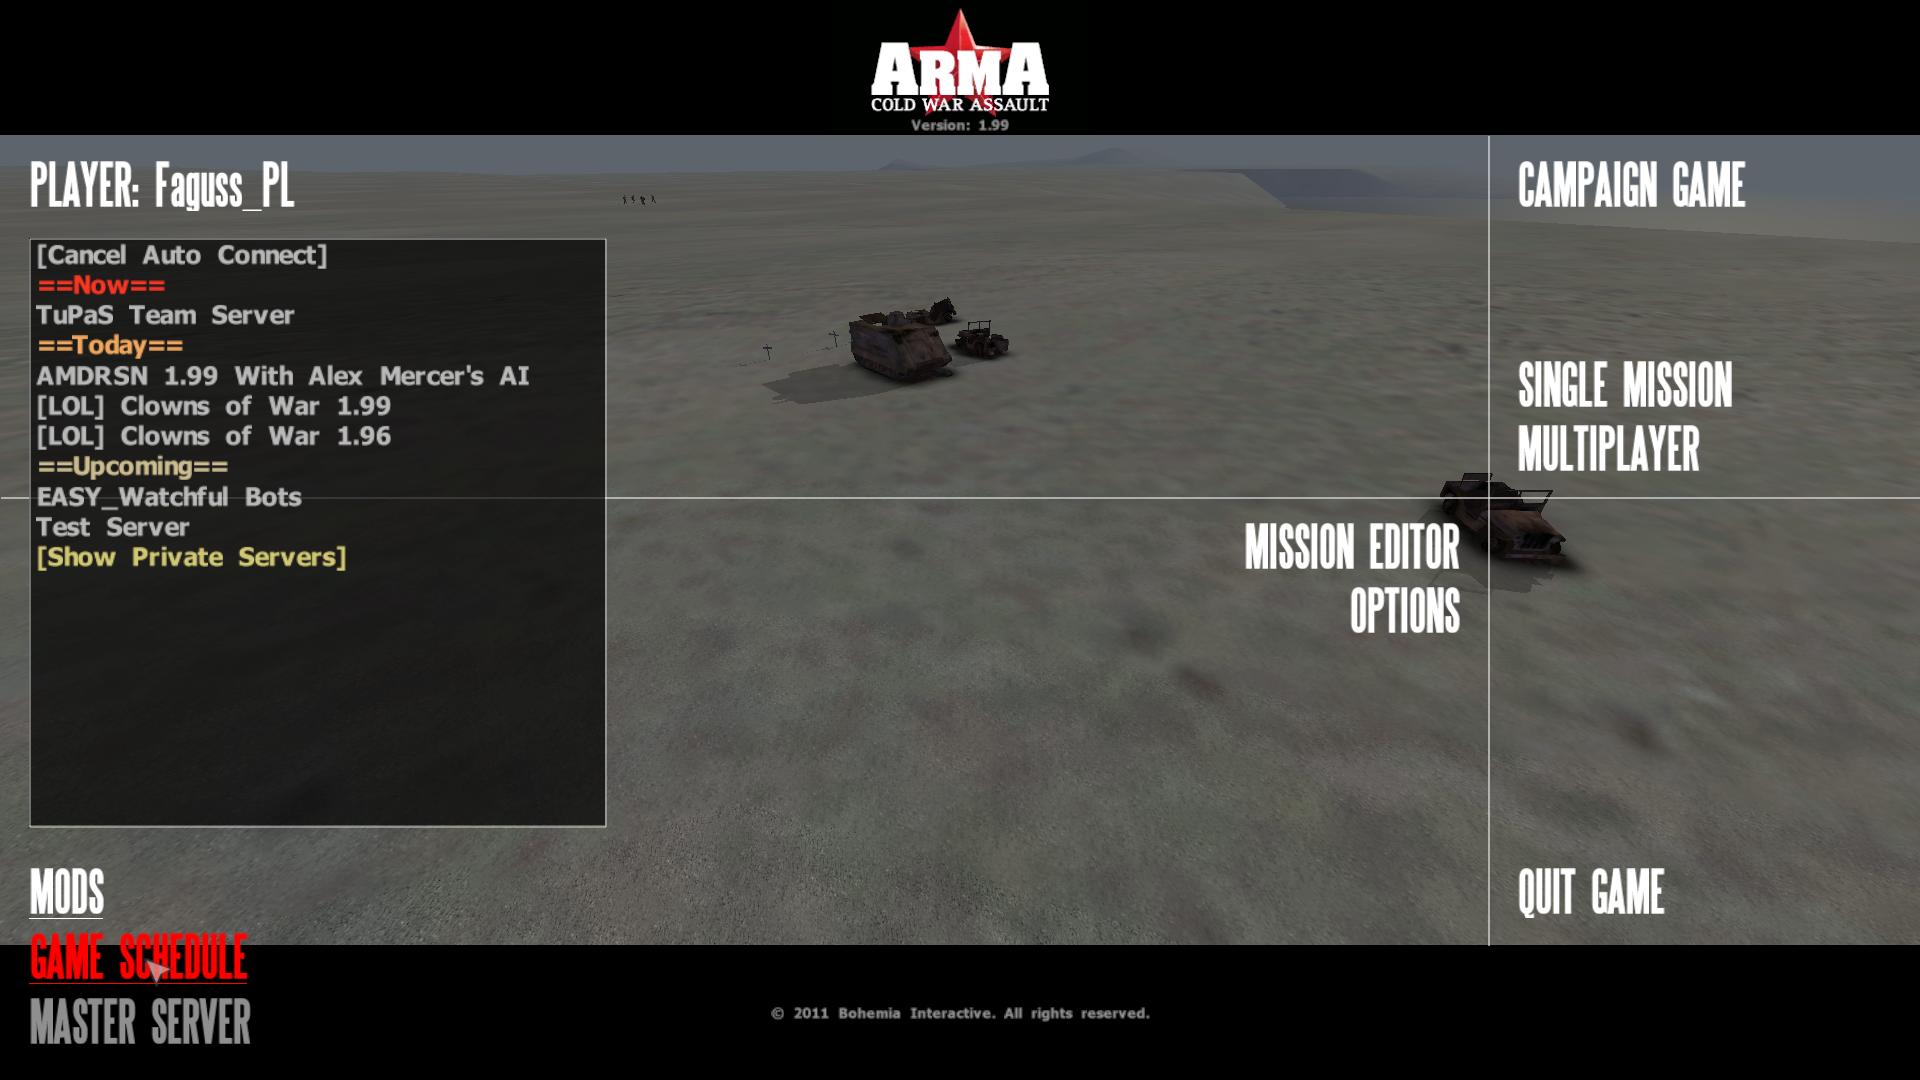 ARMA
COLD WAR ASSAULT
Version: 1.99
PLAYER: Faguss_PL
[Cancel Auto Connect]
==Now==
TuPaS Team Server
==Today==
AMDRSN 1.99 With Alex Mercer's AI
[LOL] Clowns of War 1.99
[LOL] Clowns of War 1.96
==Upcoming==
EASY_Watchful Bots
Test Server
[Show Private Servers]
MODS
GAME SCHEDULE
MASTER SERVER
CAMPAIGN GAME
SINGLE MISSION
MULTIPLAYER
MISSION EDITOR
OPTIONS
QUIT GAME
© 2011 Bohemia Interactive. All rights reserved.